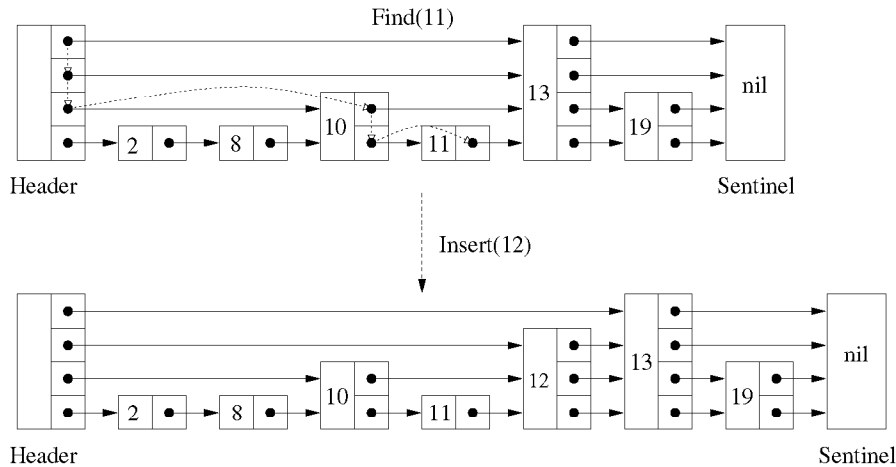 Find(11)
2 8 10 11 13 19 nil
Header Sentinel
Insert(12)
2 8 10 11 12 13 19 nil
Header Sentinel